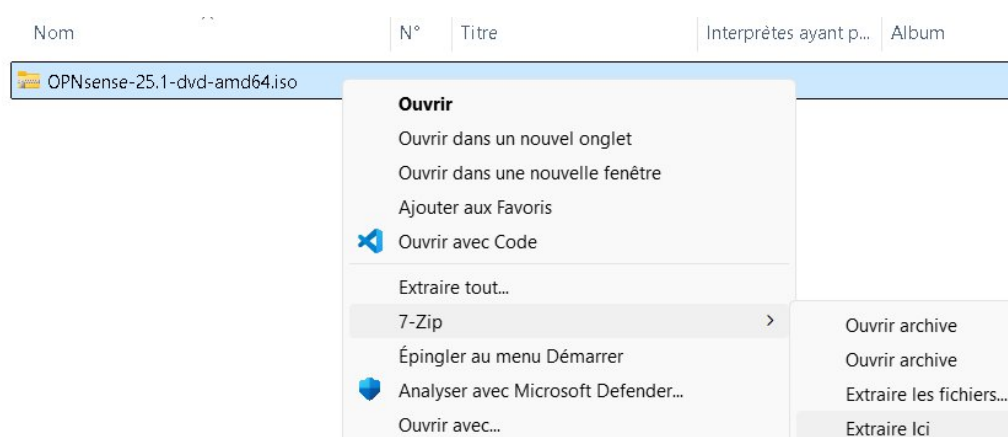 Nom N° Titre Interprètes ayant p... Album
OPNsense-25.1-dvd-amd64.iso
Ouvrir
Ouvrir dans un nouvel onglet
Ouvrir dans une nouvelle fenêtre
Ajouter aux Favoris
Ouvrir avec Code
Extraire tout...
7-Zip
Épingler au menu Démarrer
Analyser avec Microsoft Defender...
Ouvrir avec...
Ouvrir archive
Ouvrir archive
Extraire les fichiers...
Extraire Ici